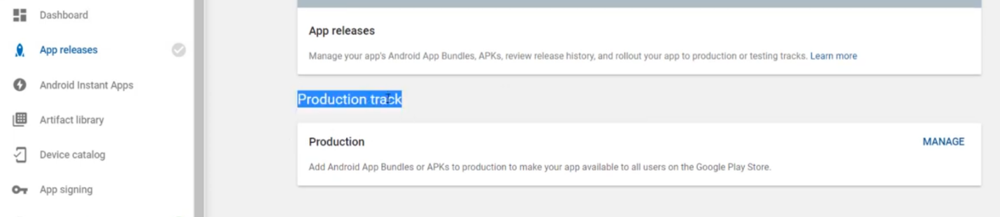 Dashboard
App releases
Android Instant Apps
Artifact library
Device catalog
App signing
App releases
Manage your app's Android App Bundles, APKs, review release history, and rollout your app to production or testing tracks. Learn more
Production track
Production
MANAGE
Add Android App Bundles or APKs to production to make your app available to all users on the Google Play Store.